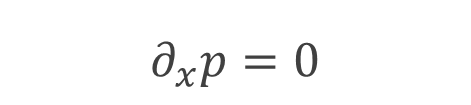 ∂ₓp = 0